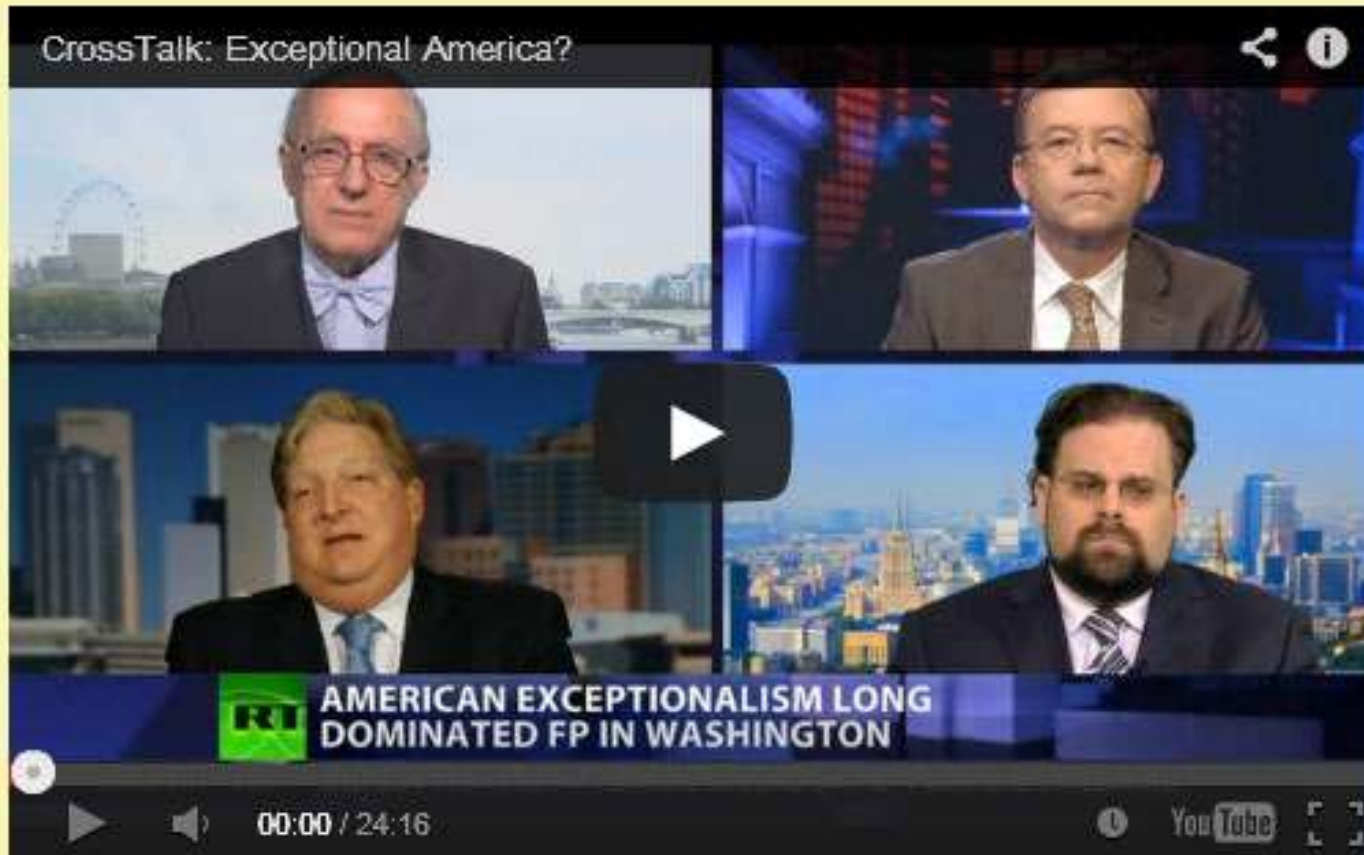 CrossTalk: Exceptional America?
RT
AMERICAN EXCEPTIONALISM LONG
DOMINATED FP IN WASHINGTON
00:00 / 24:16
YouTube